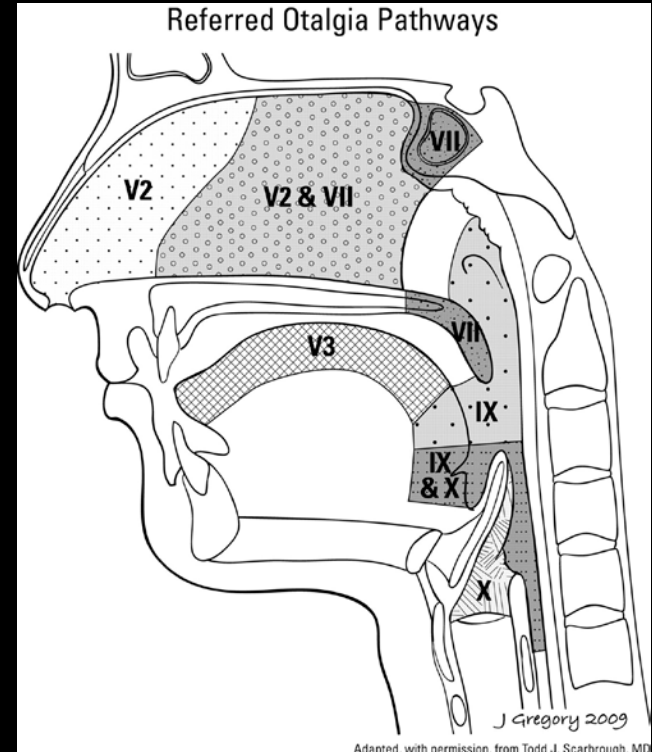 Referred Otalgia Pathways
VII
V2
V2 & VII
VII
V3
IX
IX
& X
X
J Gregory 2009
Adapted, with permission, from Todd J. Scarbrough, MD